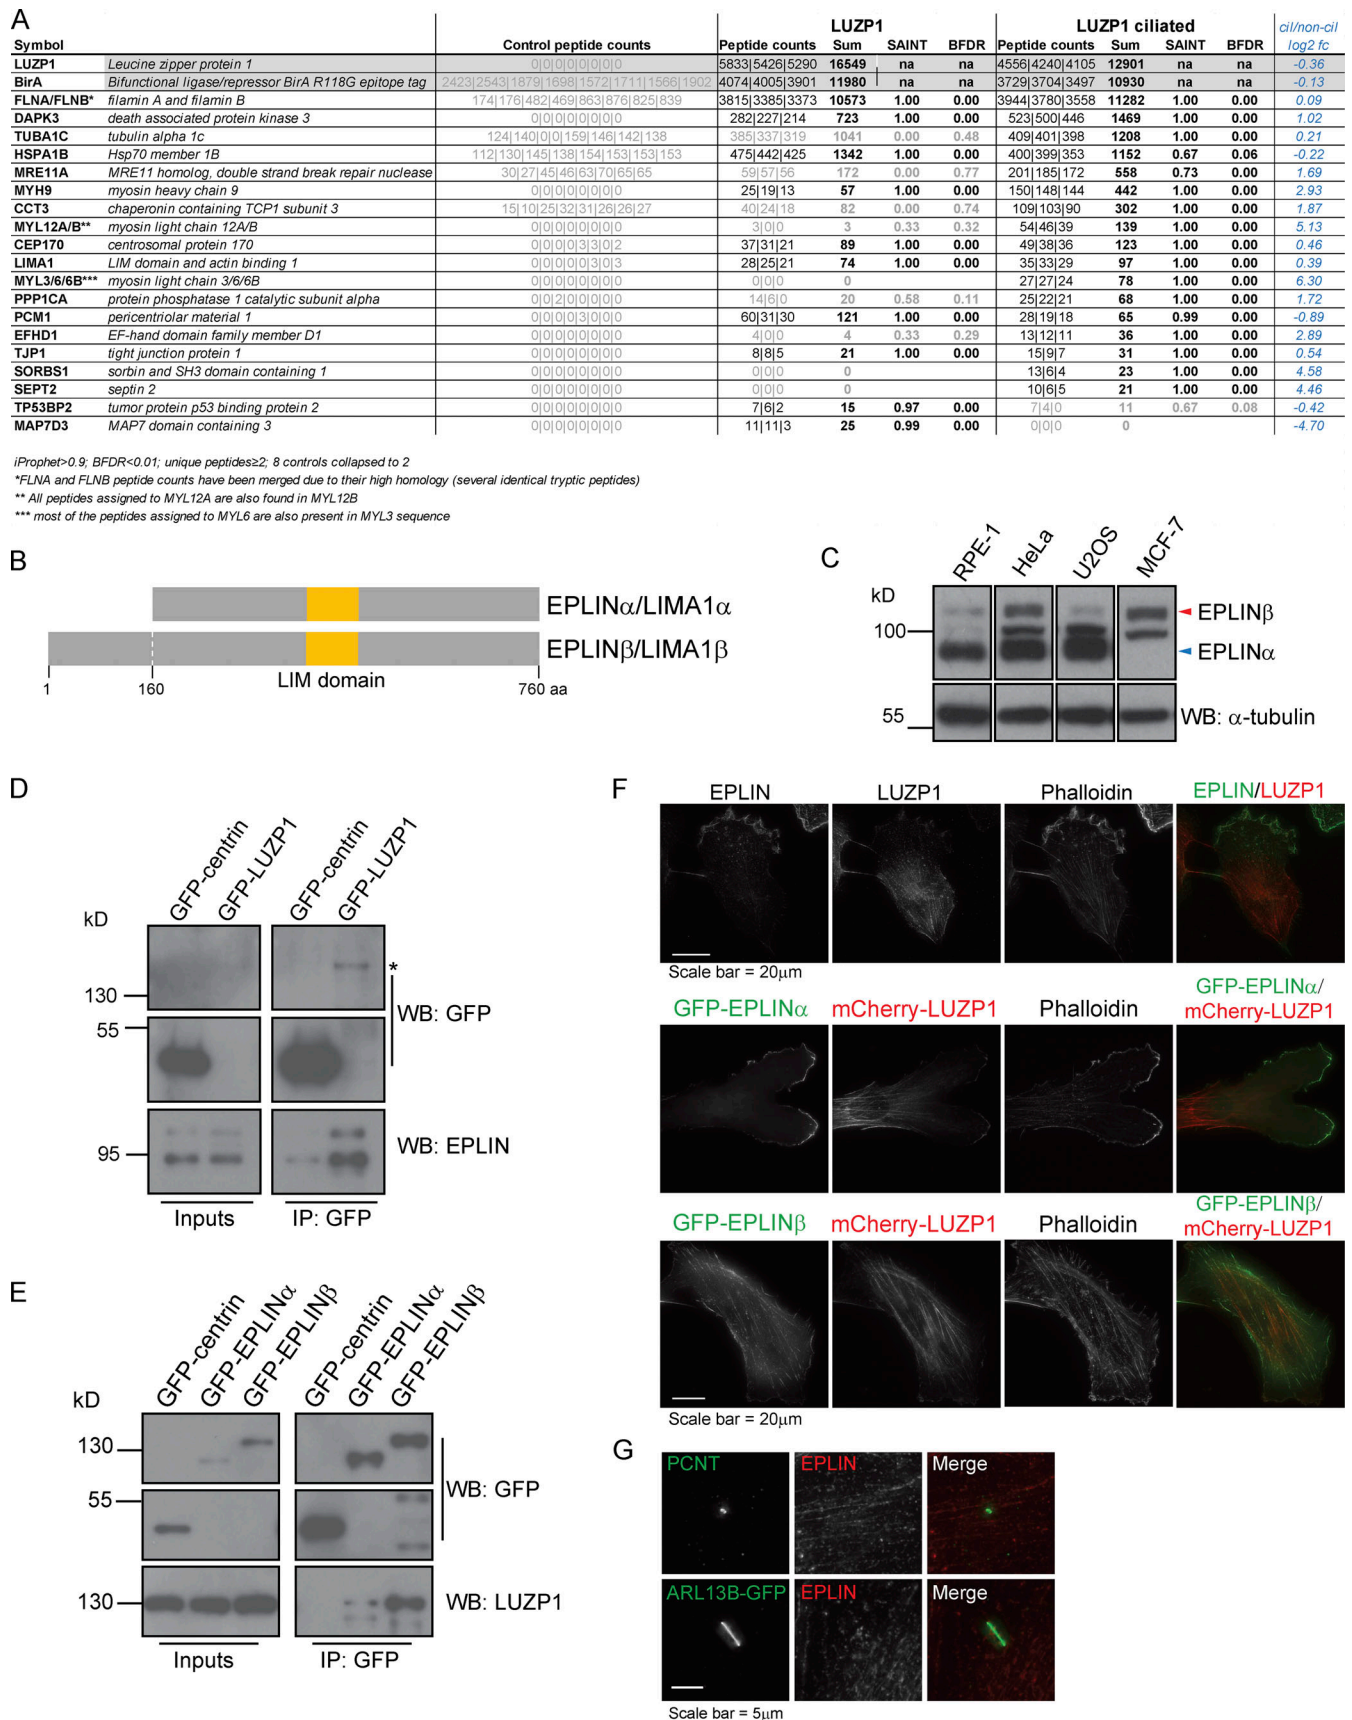 A
LUZP1 LUZP1 ciliated cil/non-cil
Symbol Control peptide counts Peptide counts Sum SAINT BFDR Peptide counts Sum SAINT BFDR log2 fc
LUZP1 Leucine zipper protein 1 0|0|0|0|0|0|0|0 5833|5426|5290 16549 na na 4556|4240|4105 12901 na na -0.36
BirA Bifunctional ligase/repressor BirA R118G epitope tag 2423|2543|1879|1698|1572|1711|1566|1902 4074|4005|3901 11980 na na 3729|3704|3497 10930 na na -0.13
FLNA/FLNB* filamin A and filamin B 174|176|482|469|863|876|825|839 3815|3385|3373 10573 1.00 0.00 3944|3780|3558 11282 1.00 0.00 0.09
DAPK3 death associated protein kinase 3 0|0|0|0|0|0|0|0 282|227|214 723 1.00 0.00 523|500|446 1469 1.00 0.00 1.02
TUBA1C tubulin alpha 1c 124|140|0|0|159|146|142|138 385|337|319 1041 0.00 0.48 409|401|398 1208 1.00 0.00 0.21
HSPA1B Hsp70 member 1B 112|130|145|138|154|153|153|153 475|442|425 1342 1.00 0.00 400|399|353 1152 0.67 0.06 -0.22
MRE11A MRE11 homolog, double strand break repair nuclease 30|27|45|46|63|70|65|65 59|57|56 172 0.00 0.77 201|185|172 558 0.73 0.00 1.69
MYH9 myosin heavy chain 9 0|0|0|0|0|0|0|0 25|19|13 57 1.00 0.00 150|148|144 442 1.00 0.00 2.93
CCT3 chaperonin containing TCP1 subunit 3 15|10|25|32|31|26|26|27 40|24|18 82 0.00 0.74 109|103|90 302 1.00 0.00 1.87
MYL12A/B** myosin light chain 12A/B 0|0|0|0|0|0|0|0 3|0|0 3 0.33 0.32 54|46|39 139 1.00 0.00 5.13
CEP170 centrosomal protein 170 0|0|0|0|3|3|0|2 37|31|21 89 1.00 0.00 49|38|36 123 1.00 0.00 0.46
LIMA1 LIM domain and actin binding 1 0|0|0|0|0|3|0|3 28|25|21 74 1.00 0.00 35|33|29 97 1.00 0.00 0.39
MYL3/6/6B*** myosin light chain 3/6/6B 0|0|0|0|0|0|0|0 0|0|0 0 27|27|24 78 1.00 0.00 6.30
PPP1CA protein phosphatase 1 catalytic subunit alpha 0|0|2|0|0|0|0|0 14|6|0 20 0.58 0.11 25|22|21 68 1.00 0.00 1.72
PCM1 pericentriolar material 1 0|0|0|0|3|0|0|0 60|31|30 121 1.00 0.00 28|19|18 65 0.99 0.00 -0.89
EFHD1 EF-hand domain family member D1 0|0|0|0|0|0|0|0 4|0|0 4 0.33 0.29 13|12|11 36 1.00 0.00 2.89
TJP1 tight junction protein 1 0|0|0|0|0|0|0|0 8|8|5 21 1.00 0.00 15|9|7 31 1.00 0.00 0.54
SORBS1 sorbin and SH3 domain containing 1 0|0|0|0|0|0|0|0 0|0|0 0 13|6|4 23 1.00 0.00 4.58
SEPT2 septin 2 0|0|0|0|0|0|0|0 0|0|0 0 10|6|5 21 1.00 0.00 4.46
TP53BP2 tumor protein p53 binding protein 2 0|0|0|0|0|0|0|0 7|6|2 15 0.97 0.00 7|4|0 11 0.67 0.08 -0.42
MAP7D3 MAP7 domain containing 3 0|0|0|0|0|0|0|0 11|11|3 25 0.99 0.00 0|0|0 0 -4.70
iProphet>0.9; BFDR<0.01; unique peptides≥2; 8 controls collapsed to 2
*FLNA and FLNB peptide counts have been merged due to their high homology (several identical tryptic peptides)
** All peptides assigned to MYL12A are also found in MYL12B
*** most of the peptides assigned to MYL6 are also present in MYL3 sequence
B
EPLINα/LIMA1α
EPLINβ/LIMA1β
1 160 LIM domain 760 aa
C
RPE-1 HeLa U2OS MCF-7
kD
100
EPLINβ
EPLINα
55
WB: α-tubulin
D
GFP-centrin GFP-LUZP1 GFP-centrin GFP-LUZP1
kD
*
130
WB: GFP
55
95
WB: EPLIN
Inputs IP: GFP
E
GFP-centrin GFP-EPLINα GFP-EPLINβ GFP-centrin GFP-EPLINα GFP-EPLINβ
kD
130
WB: GFP
55
130
WB: LUZP1
Inputs IP: GFP
F
EPLIN LUZP1 Phalloidin EPLIN/LUZP1
Scale bar = 20µm
GFP-EPLINα mCherry-LUZP1 Phalloidin GFP-EPLINα/
mCherry-LUZP1
GFP-EPLINβ mCherry-LUZP1 Phalloidin GFP-EPLINβ/
mCherry-LUZP1
Scale bar = 20µm
G
PCNT EPLIN Merge
ARL13B-GFP EPLIN Merge
Scale bar = 5µm